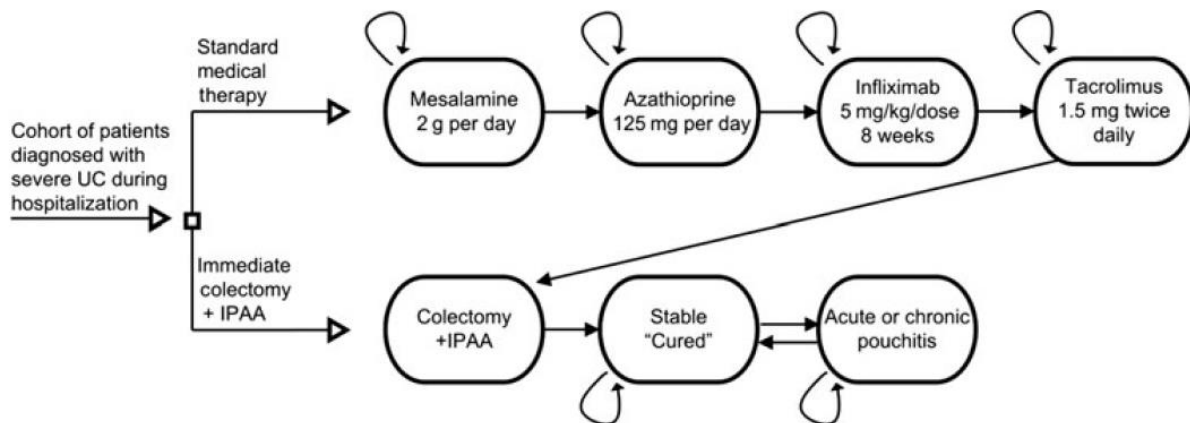 Cohort of patients
diagnosed with
severe UC during
hospitalization
Standard
medical
therapy
Mesalamine
2 g per day
Azathioprine
125 mg per day
Infliximab
5 mg/kg/dose
8 weeks
Tacrolimus
1.5 mg twice
daily
Immediate
colectomy
+ IPAA
Colectomy
+IPAA
Stable
“Cured”
Acute or chronic
pouchitis